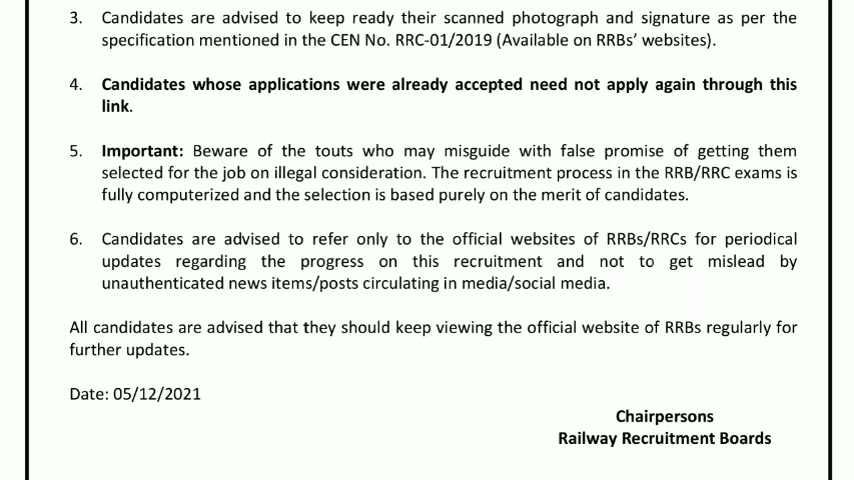 3. Candidates are advised to keep ready their scanned photograph and signature as per the
specification mentioned in the CEN No. RRC-01/2019 (Available on RRBs’ websites).
4. Candidates whose applications were already accepted need not apply again through this
link.
5. Important: Beware of the touts who may misguide with false promise of getting them
selected for the job on illegal consideration. The recruitment process in the RRB/RRC exams is
fully computerized and the selection is based purely on the merit of candidates.
6. Candidates are advised to refer only to the official websites of RRBs/RRCs for periodical
updates regarding the progress on this recruitment and not to get mislead by
unauthenticated news items/posts circulating in media/social media.
All candidates are advised that they should keep viewing the official website of RRBs regularly for
further updates.
Date: 05/12/2021
Chairpersons
Railway Recruitment Boards